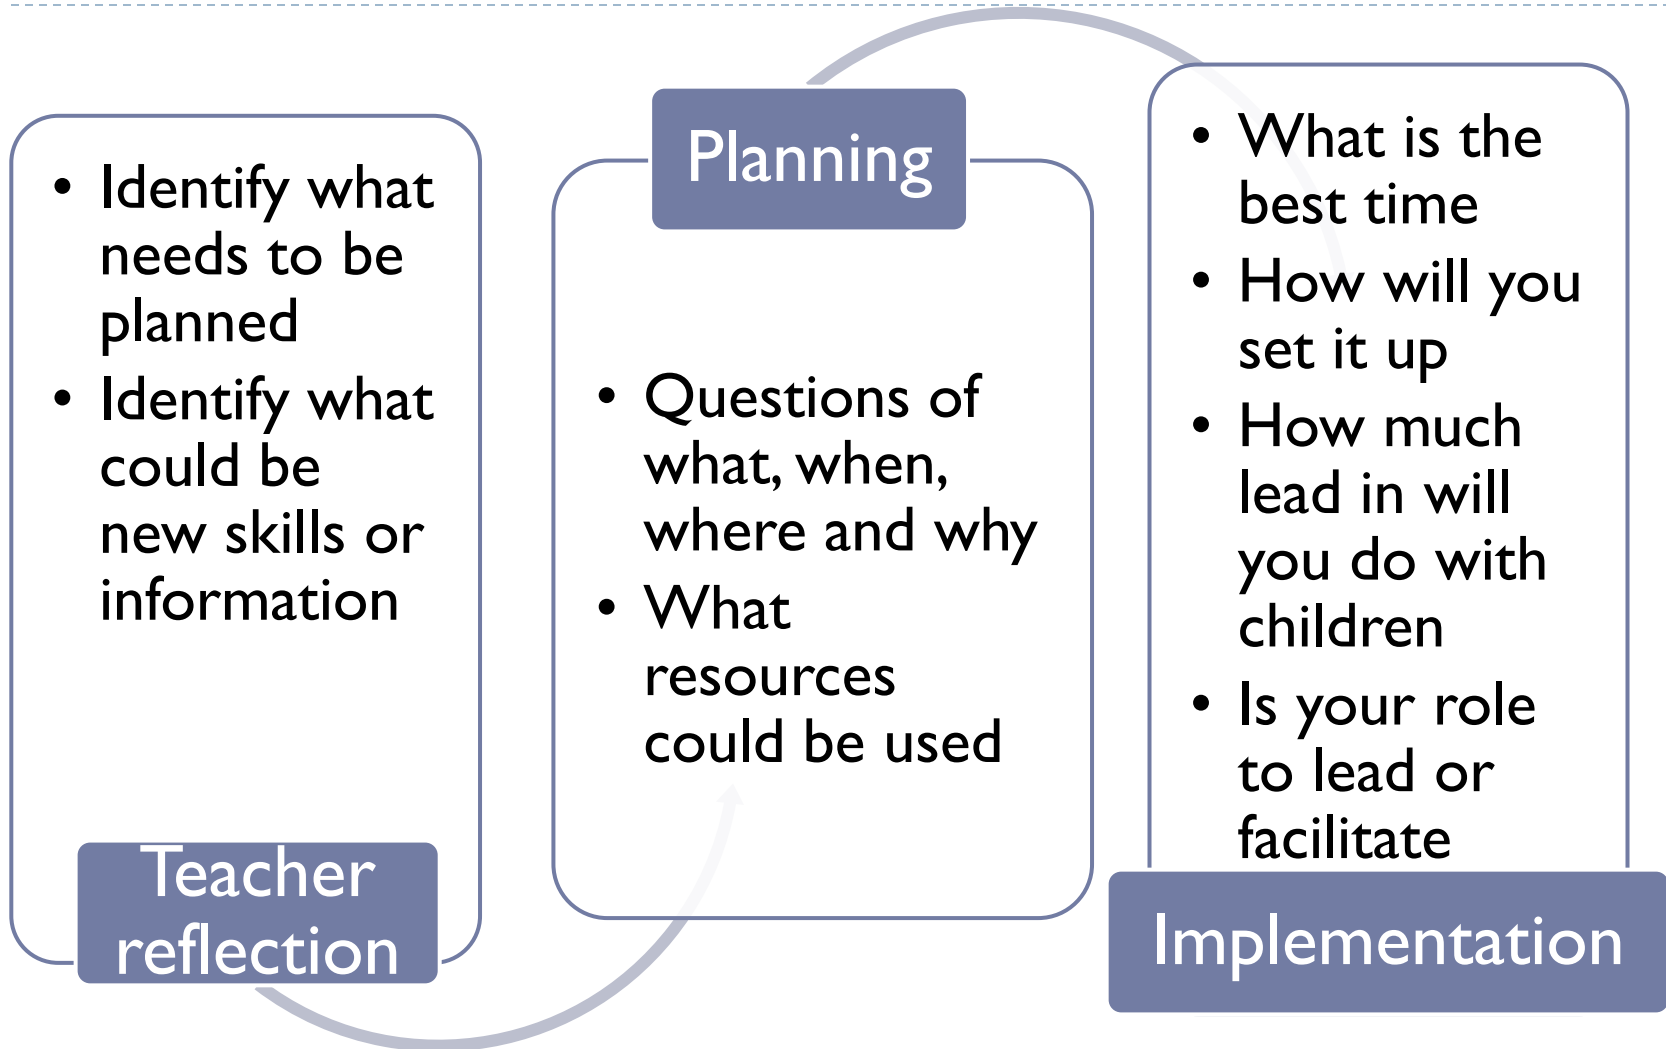 • Identify what
needs to be
planned
• Identify what
could be
new skills or
information
Teacher
reflection
Planning
• Questions of
what, when,
where and why
• What
resources
could be used
• What is the
best time
• How will you
set it up
• How much
lead in will
you do with
children
• Is your role
to lead or
facilitate
Implementation